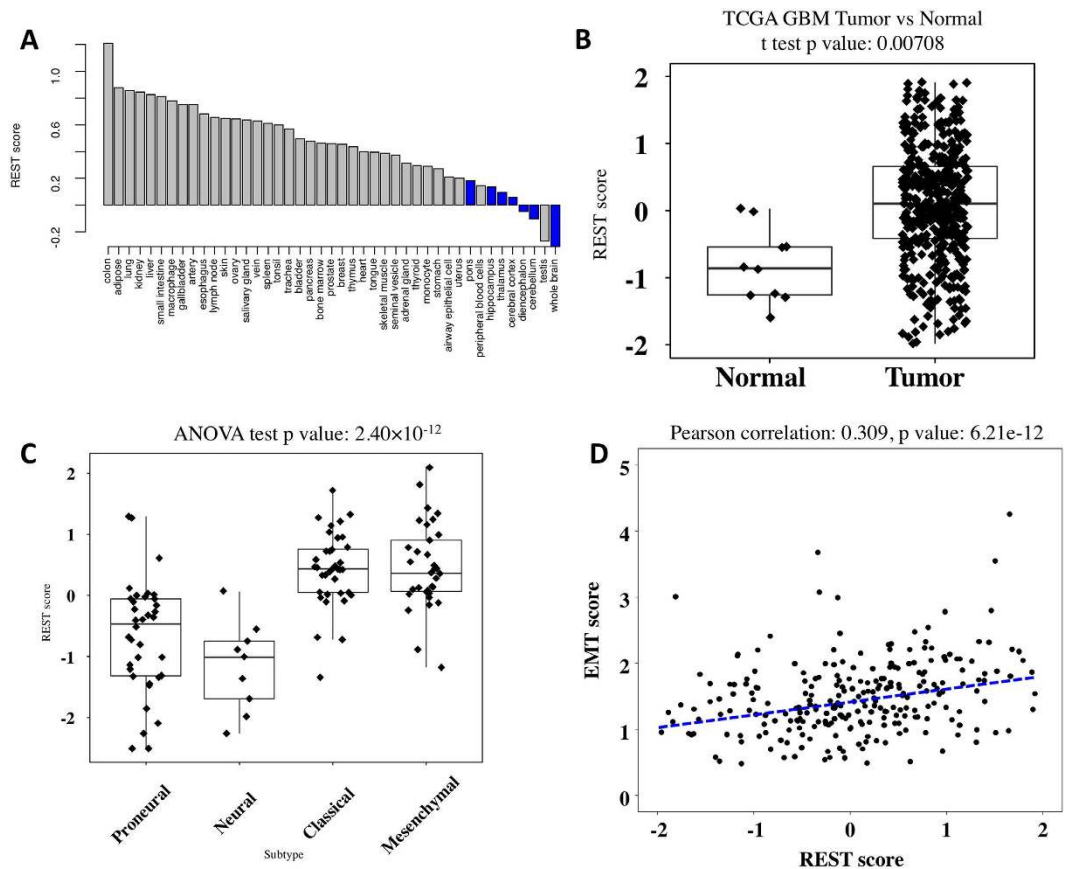 A
REST score
1.0
0.6
0.2
-0.2
colon
adipose
lung
kidney
liver
small intestine
macrophage
gallbladder
artery
esophagus
lymph node
skin
ovary
salivary gland
vein
spleen
tonsil
trachea
bladder
pancreas
bone marrow
prostate
breast
thymus
heart
tongue
skeletal muscle
seminal vesicle
adrenal gland
thyroid
monocyte
stomach
airway epithelial cell
uterus
pons
peripheral blood cells
hippocampus
thalamus
cerebral cortex
diencephalon
cerebellum
testis
whole brain
B
TCGA GBM Tumor vs Normal
t test p value: 0.00708
REST score
2
1
0
-1
-2
Normal Tumor
C
ANOVA test p value: 2.40×10⁻¹²
REST score
2
1
0
-1
-2
Proneural
Neural
Classical
Mesenchymal
Subtype
D
Pearson correlation: 0.309, p value: 6.21e-12
EMT score
5
4
3
2
1
0
-2 -1 0 1 2
REST score